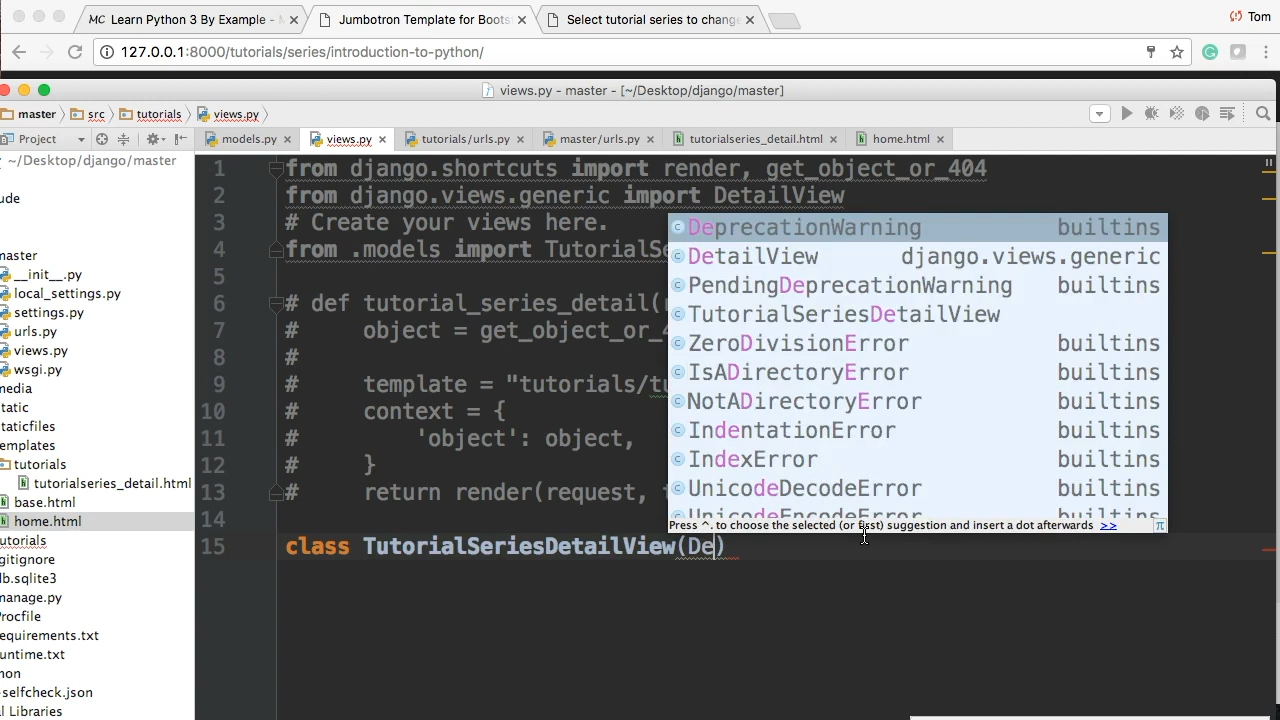 MC Learn Python 3 By Example -
Jumbotron Template for Boots
Select tutorial series to change
Tom
127.0.0.1:8000/tutorials/series/introduction-to-python/
views.py - master - [~/Desktop/django/master]
master
src
tutorials
views.py
Project
models.py
views.py
tutorials/urls.py
master/urls.py
tutorialseries_detail.html
home.html
~/Desktop/django/master
ude
master
__init__.py
local_settings.py
settings.py
urls.py
views.py
wsgi.py
media
tatic
taticfiles
emplates
tutorials
tutorialseries_detail.html
base.html
home.html
utorials
gitignore
lb.sqlite3
manage.py
Procfile
equirements.txt
untime.txt
non
-selfcheck.json
al Libraries
1 from django.shortcuts import render, get_object_or_404
2 from django.views.generic import DetailView
3 # Create your views here.
4 from .models import TutorialSe
5
6 # def tutorial_series_detail(r
7 #     object = get_object_or_4
8 #
9 #     template = "tutorials/tu
10 #     context = {
11 #         'object': object,
12 #     }
13 #     return render(request, t
14
15 class TutorialSeriesDetailView(De)
DeprecationWarning builtins
DetailView django.views.generic
PendingDeprecationWarning builtins
TutorialSeriesDetailView
ZeroDivisionError builtins
IsADirectoryError builtins
NotADirectoryError builtins
IndentationError builtins
IndexError builtins
UnicodeDecodeError builtins
UnicodeEncodeError builtins
Press ^. to choose the selected (or first) suggestion and insert a dot afterwards >>
π